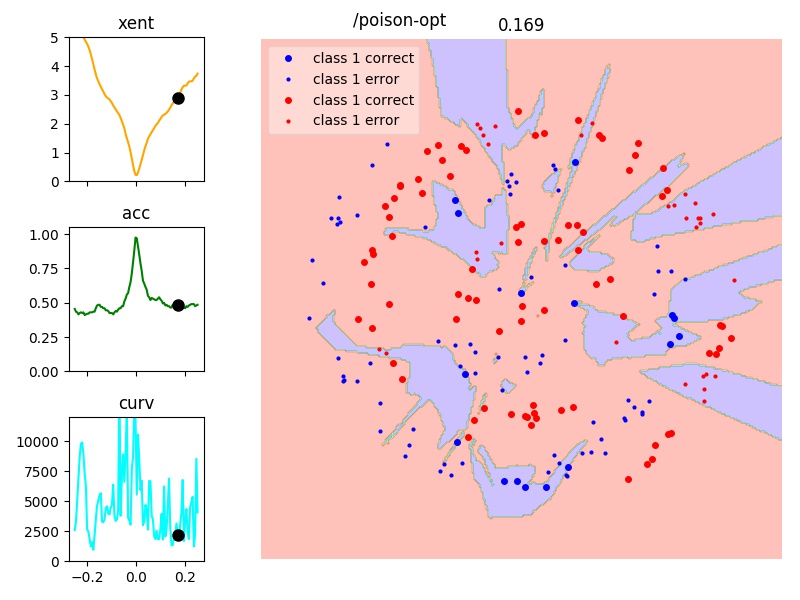 /poison-opt
0.169
xent
5
4
3
2
1
0
acc
1.00
0.75
0.50
0.25
0.00
curv
10000
7500
5000
2500
0
−0.2 0.0 0.2
class 1 correct
class 1 error
class 1 correct
class 1 error